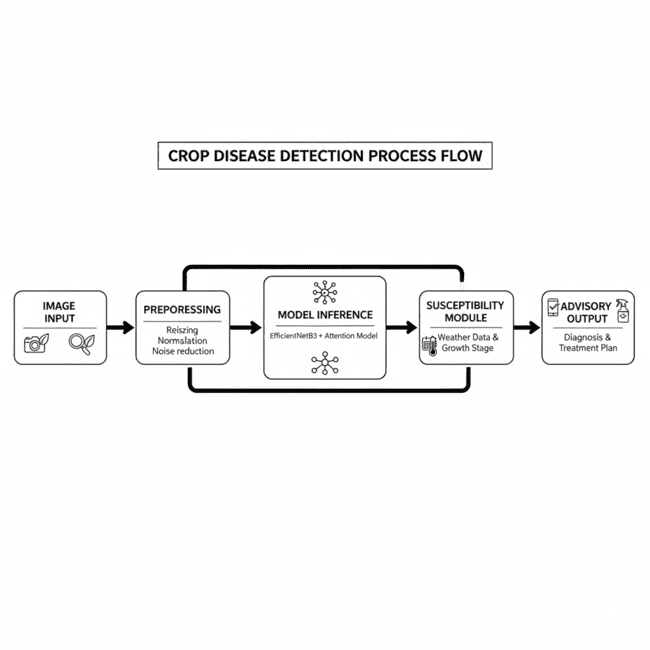 CROP DISEASE DETECTION PROCESS FLOW
IMAGE
INPUT
PREPORESSING
Reiszing
Normslation
Noise reduction
MODEL INFERENCE
EfficientNetB3 + Attention Model
SUSCEPTIBILITY
MODULE
Weather Data &
Growth Stage
ADVISORY
OUTPUT
Diagnosis &
Treatment Plan